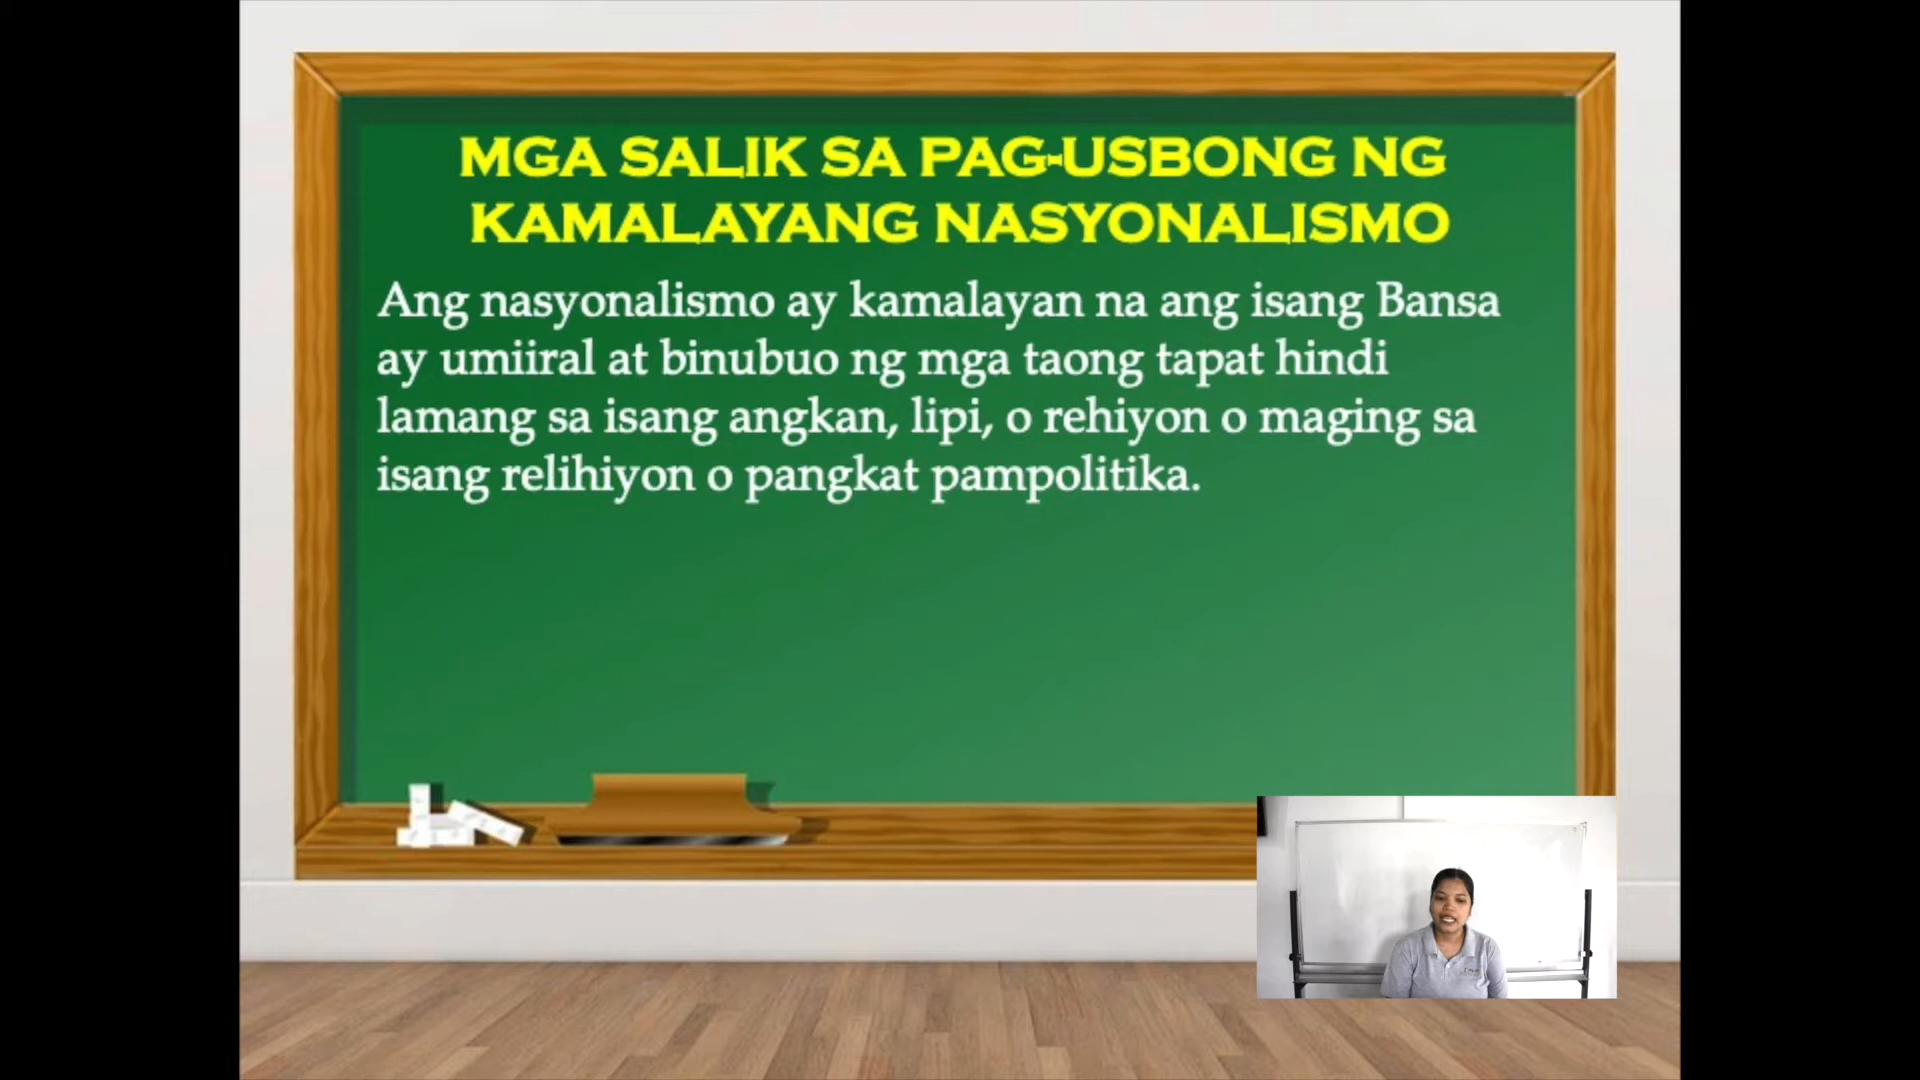 MGA SALIK SA PAG-USBONG NG
KAMALAYANG NASYONALISMO
Ang nasyonalismo ay kamalayan na ang isang Bansa
ay umiiral at binubuo ng mga taong tapat hindi
lamang sa isang angkan, lipi, o rehiyon o maging sa
isang relihiyon o pangkat pampolitika.